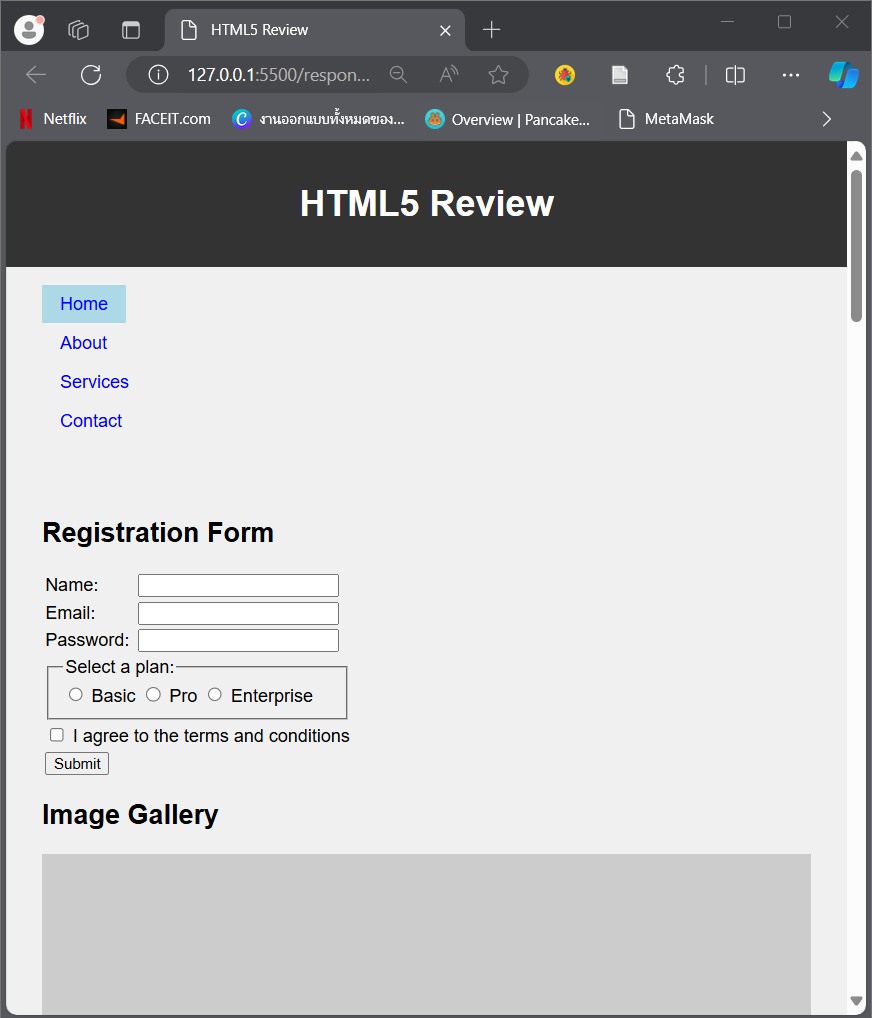 HTML5 Review
127.0.0.1:5500/respon...
Netflix FACEIT.com งานออกแบบทั้งหมดของ... Overview | Pancake... MetaMask
HTML5 Review
Home
About
Services
Contact
Registration Form
Name:
Email:
Password:
Select a plan:
Basic Pro Enterprise
I agree to the terms and conditions
Submit
Image Gallery